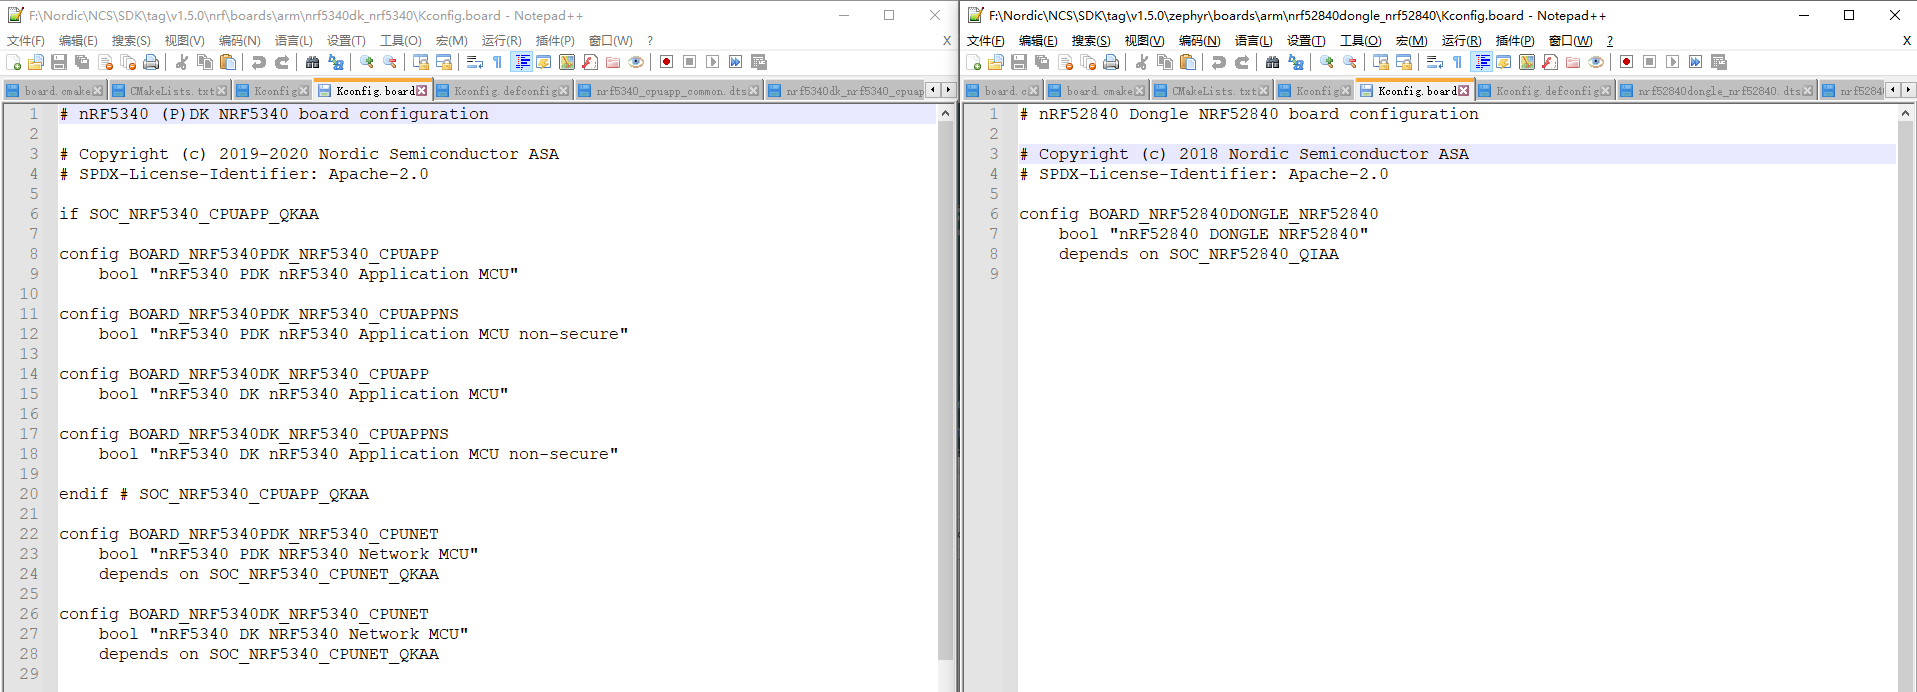 F:\Nordic\NCS\SDK\tag\v1.5.0\nrf\boards\arm\nrf5340dk_nrf5340\Kconfig.board - Notepad++
文件(F) 编辑(E) 搜索(S) 视图(V) 编码(N) 语言(L) 设置(T) 工具(O) 宏(M) 运行(R) 插件(P) 窗口(W) ? X
board.cmake CMakeLists.txt Kconfig Kconfig.board Kconfig.defconfig nrf5340_cpuapp_common.dts nrf5340dk_nrf5340_cpuap
1 # nRF5340 (P)DK NRF5340 board configuration
2
3 # Copyright (c) 2019-2020 Nordic Semiconductor ASA
4 # SPDX-License-Identifier: Apache-2.0
5
6 if SOC_NRF5340_CPUAPP_QKAA
7
8 config BOARD_NRF5340PDK_NRF5340_CPUAPP
9 bool "nRF5340 PDK nRF5340 Application MCU"
10
11 config BOARD_NRF5340PDK_NRF5340_CPUAPPNS
12 bool "nRF5340 PDK nRF5340 Application MCU non-secure"
13
14 config BOARD_NRF5340DK_NRF5340_CPUAPP
15 bool "nRF5340 DK nRF5340 Application MCU"
16
17 config BOARD_NRF5340DK_NRF5340_CPUAPPNS
18 bool "nRF5340 DK nRF5340 Application MCU non-secure"
19
20 endif # SOC_NRF5340_CPUAPP_QKAA
21
22 config BOARD_NRF5340PDK_NRF5340_CPUNET
23 bool "nRF5340 PDK NRF5340 Network MCU"
24 depends on SOC_NRF5340_CPUNET_QKAA
25
26 config BOARD_NRF5340DK_NRF5340_CPUNET
27 bool "nRF5340 DK NRF5340 Network MCU"
28 depends on SOC_NRF5340_CPUNET_QKAA
29
F:\Nordic\NCS\SDK\tag\v1.5.0\zephyr\boards\arm\nrf52840dongle_nrf52840\Kconfig.board - Notepad++
文件(F) 编辑(E) 搜索(S) 视图(V) 编码(N) 语言(L) 设置(T) 工具(O) 宏(M) 运行(R) 插件(P) 窗口(W) ? X
board.c board.cmake CMakeLists.txt Kconfig Kconfig.board Kconfig.defconfig nrf52840dongle_nrf52840.dts nrf5284
1 # nRF52840 Dongle NRF52840 board configuration
2
3 # Copyright (c) 2018 Nordic Semiconductor ASA
4 # SPDX-License-Identifier: Apache-2.0
5
6 config BOARD_NRF52840DONGLE_NRF52840
7 bool "nRF52840 DONGLE NRF52840"
8 depends on SOC_NRF52840_QIAA
9